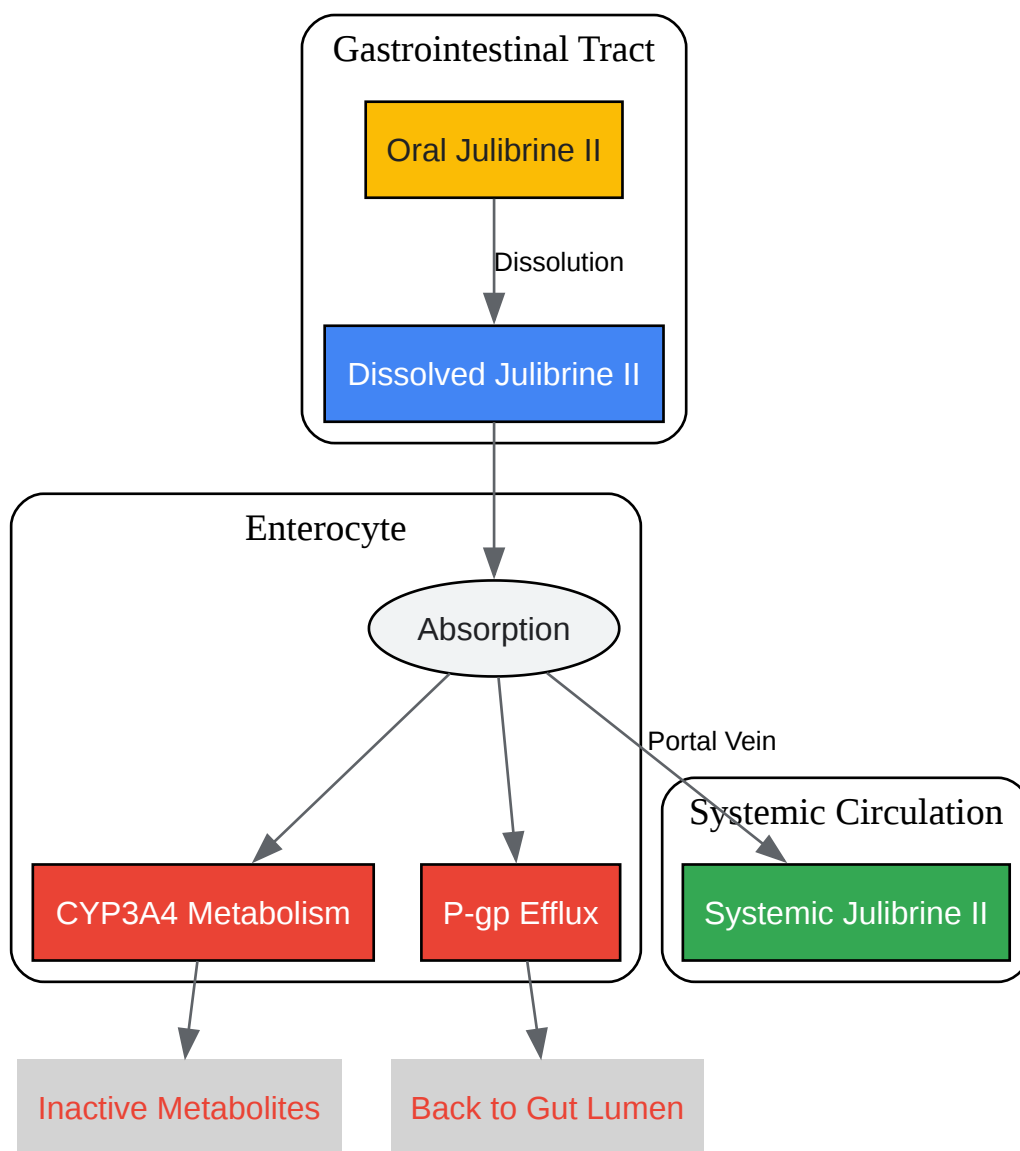 Gastrointestinal Tract
Oral Julibrine II
Dissolution
Dissolved Julibrine II
Enterocyte
Absorption
Portal Vein
Systemic Circulation
CYP3A4 Metabolism
P-gp Efflux
Systemic Julibrine II
Inactive Metabolites
Back to Gut Lumen